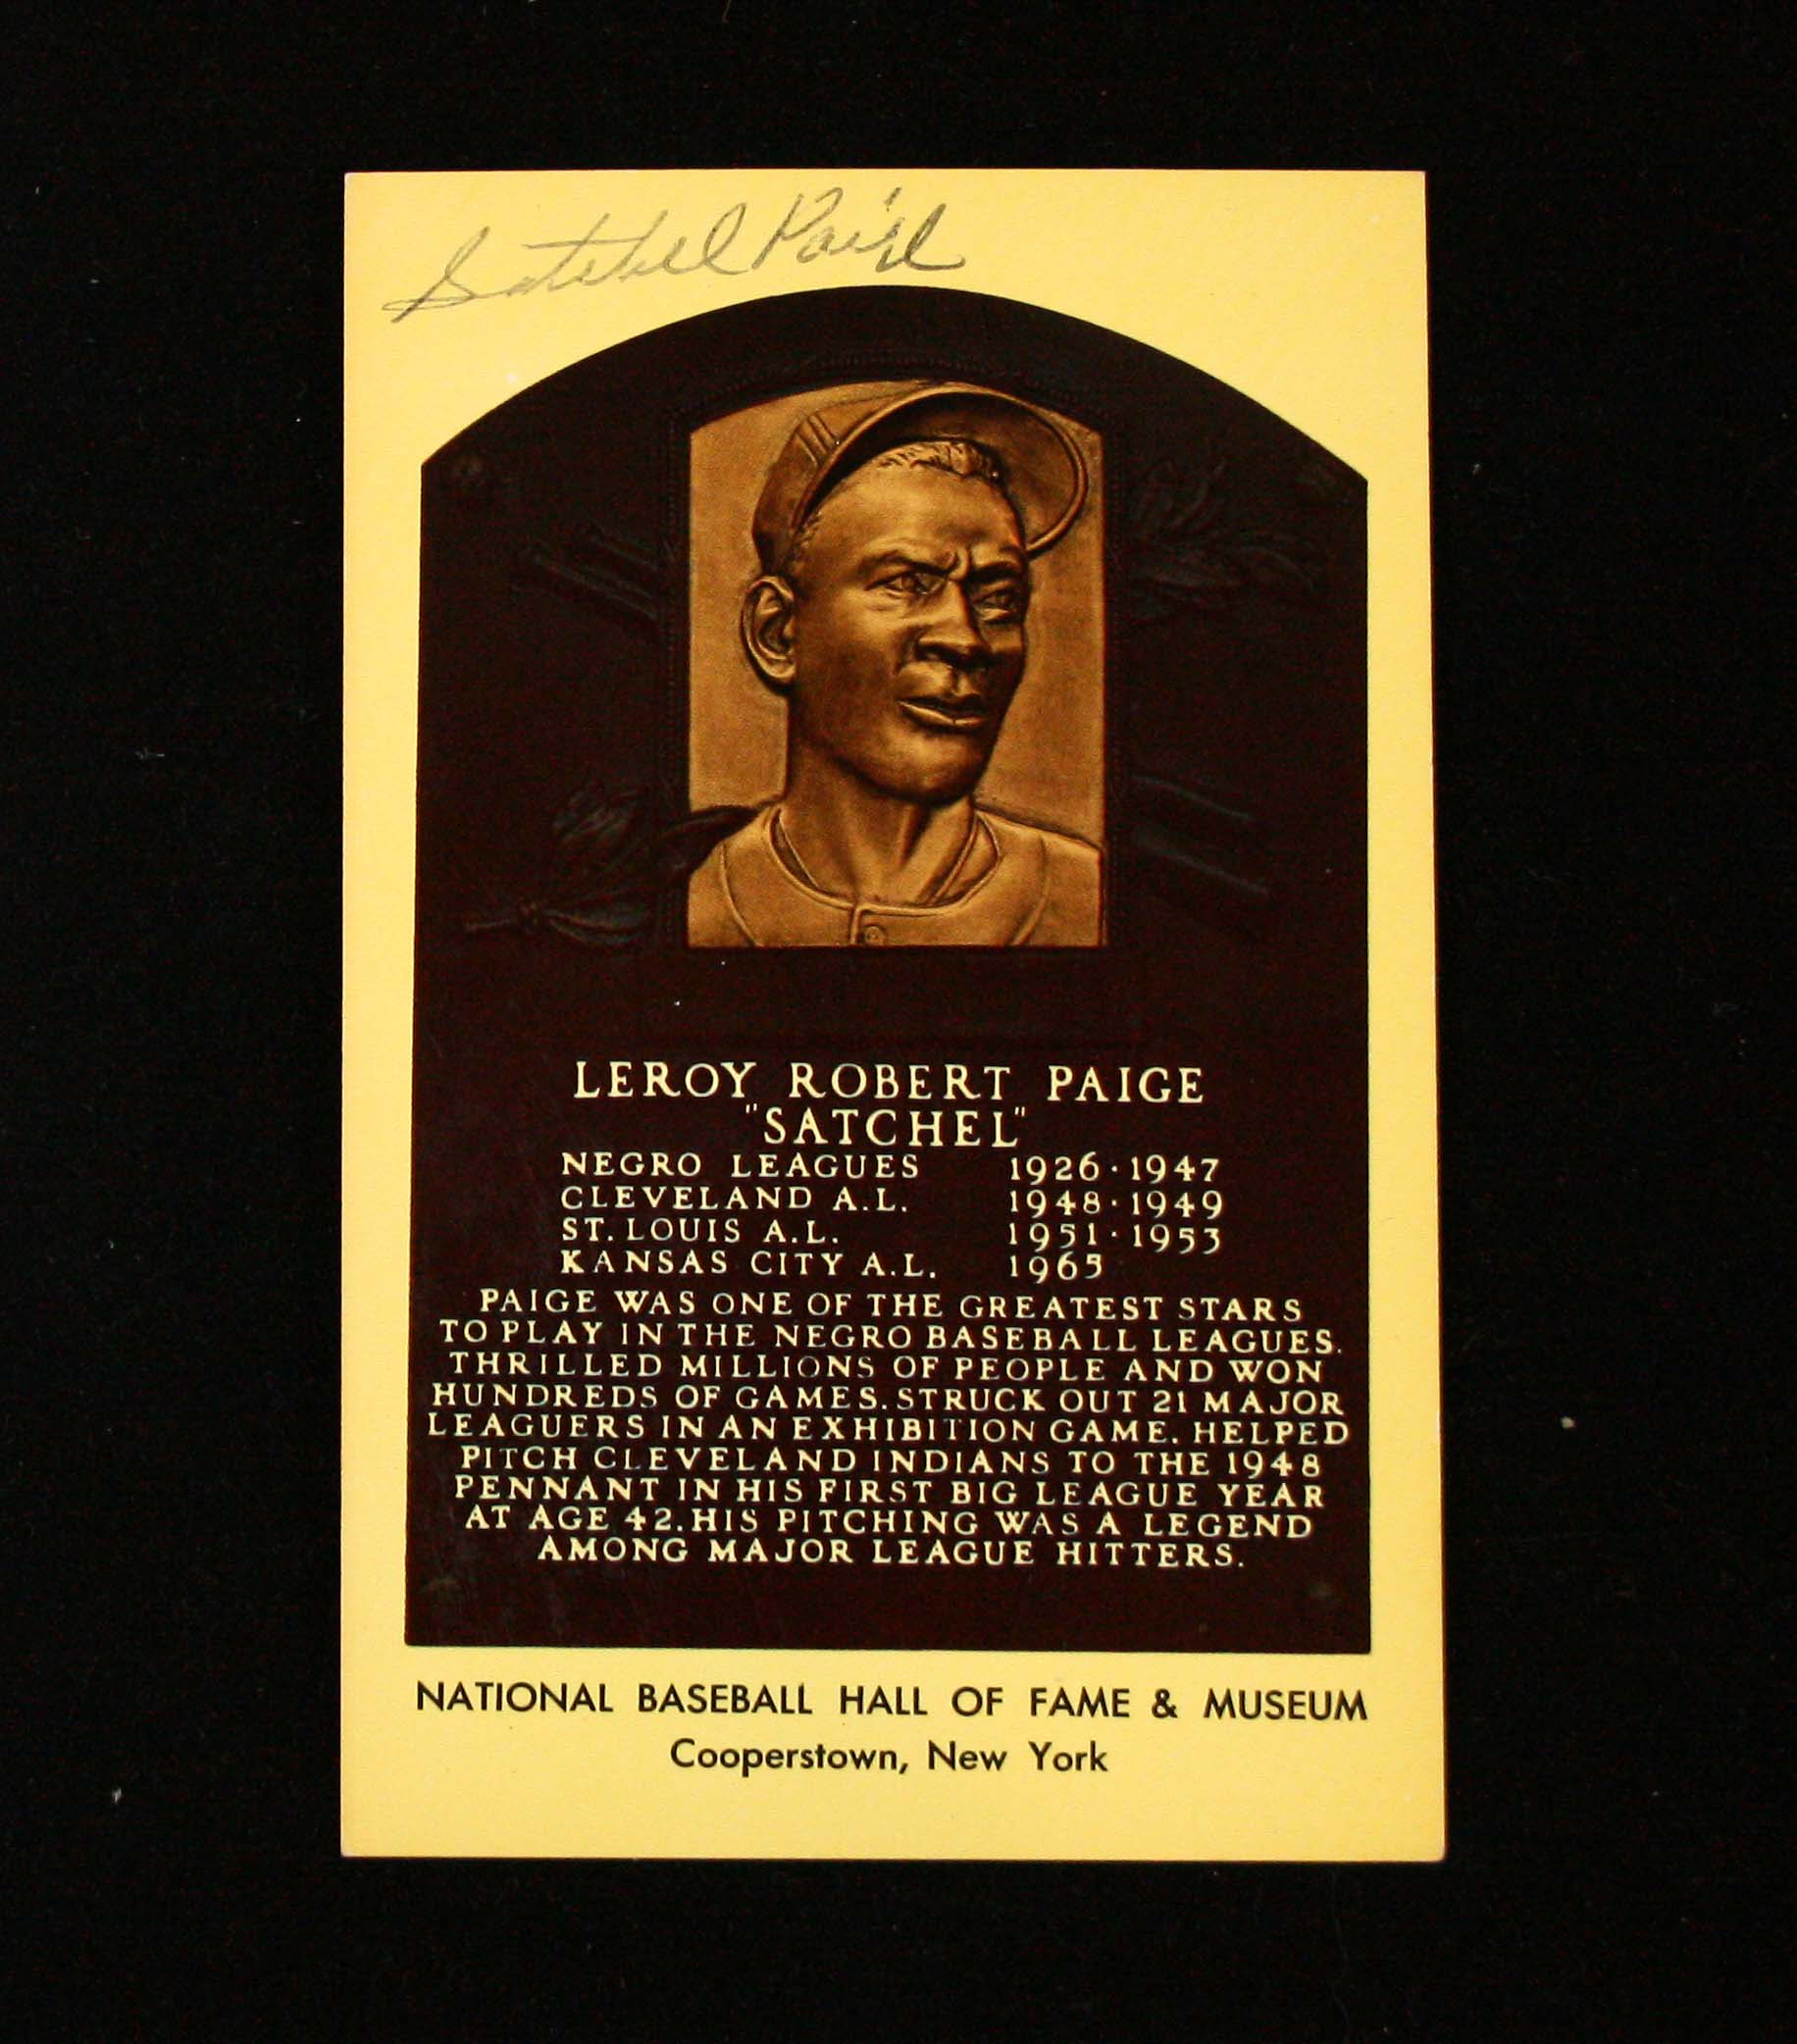 Satchel Paige
LEROY ROBERT PAIGE
"SATCHEL"
NEGRO LEAGUES 1926·1947
CLEVELAND A.L. 1948·1949
ST. LOUIS A.L. 1951·1953
KANSAS CITY A.L. 1965
PAIGE WAS ONE OF THE GREATEST STARS
TO PLAY IN THE NEGRO BASEBALL LEAGUES.
THRILLED MILLIONS OF PEOPLE AND WON
HUNDREDS OF GAMES. STRUCK OUT 21 MAJOR
LEAGUERS IN AN EXHIBITION GAME. HELPED
PITCH CLEVELAND INDIANS TO THE 1948
PENNANT IN HIS FIRST BIG LEAGUE YEAR
AT AGE 42. HIS PITCHING WAS A LEGEND
AMONG MAJOR LEAGUE HITTERS.
NATIONAL BASEBALL HALL OF FAME & MUSEUM
Cooperstown, New York